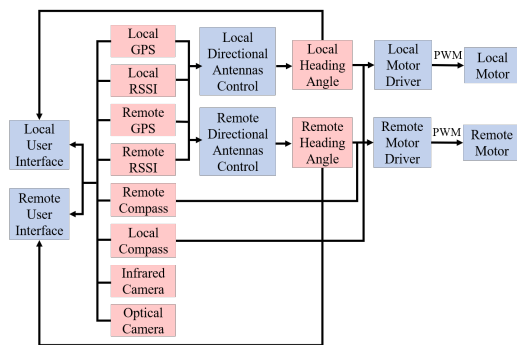 Local
GPS
Local
RSSI
Remote
GPS
Remote
RSSI
Remote
Compass
Local
Compass
Infrared
Camera
Optical
Camera
Local
User
Interface
Remote
User
Interface
Local
Directional
Antennas
Control
Remote
Directional
Antennas
Control
Local
Heading
Angle
Remote
Heading
Angle
Local
Motor
Driver
Remote
Motor
Driver
PWM
PWM
Local
Motor
Remote
Motor